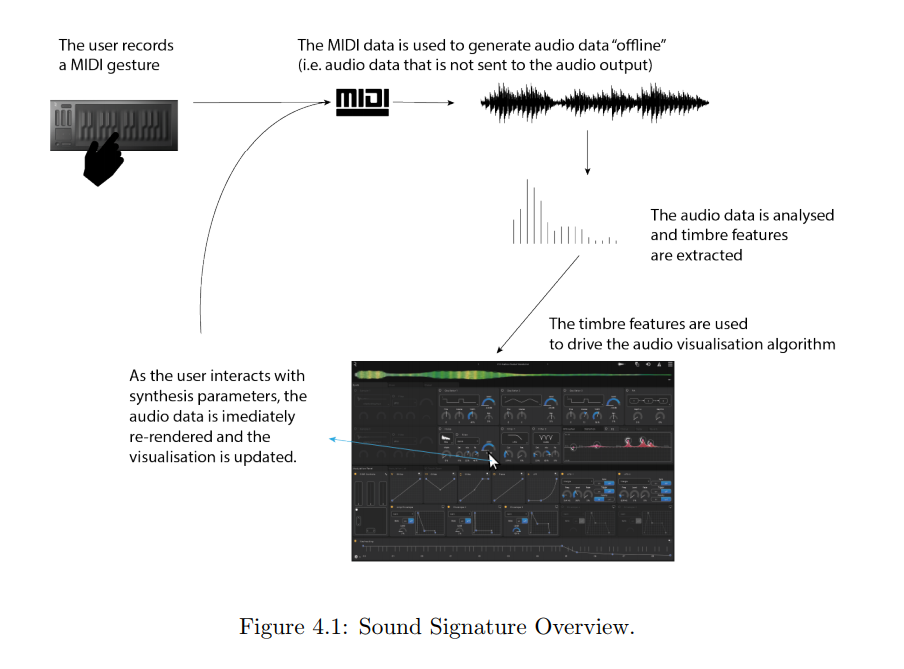 The user records
a MIDI gesture
The MIDI data is used to generate audio data “offline”
(i.e. audio data that is not sent to the audio output)
MIDI
The audio data is analysed
and timbre features
are extracted
The timbre features are used
to drive the audio visualisation algorithm
As the user interacts with
synthesis parameters, the
audio data is imediately
re-rendered and the
visualisation is updated.
Figure 4.1: Sound Signature Overview.